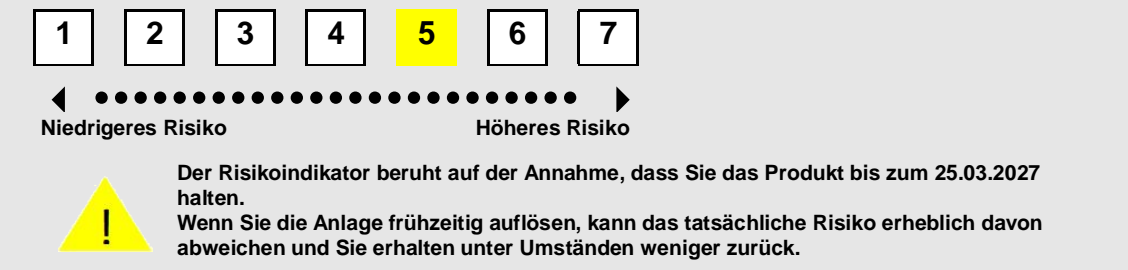 1 2 3 4 5 6 7
Niedrigeres Risiko Höheres Risiko
Der Risikoindikator beruht auf der Annahme, dass Sie das Produkt bis zum 25.03.2027
halten.
Wenn Sie die Anlage frühzeitig auflösen, kann das tatsächliche Risiko erheblich davon
abweichen und Sie erhalten unter Umständen weniger zurück.
!